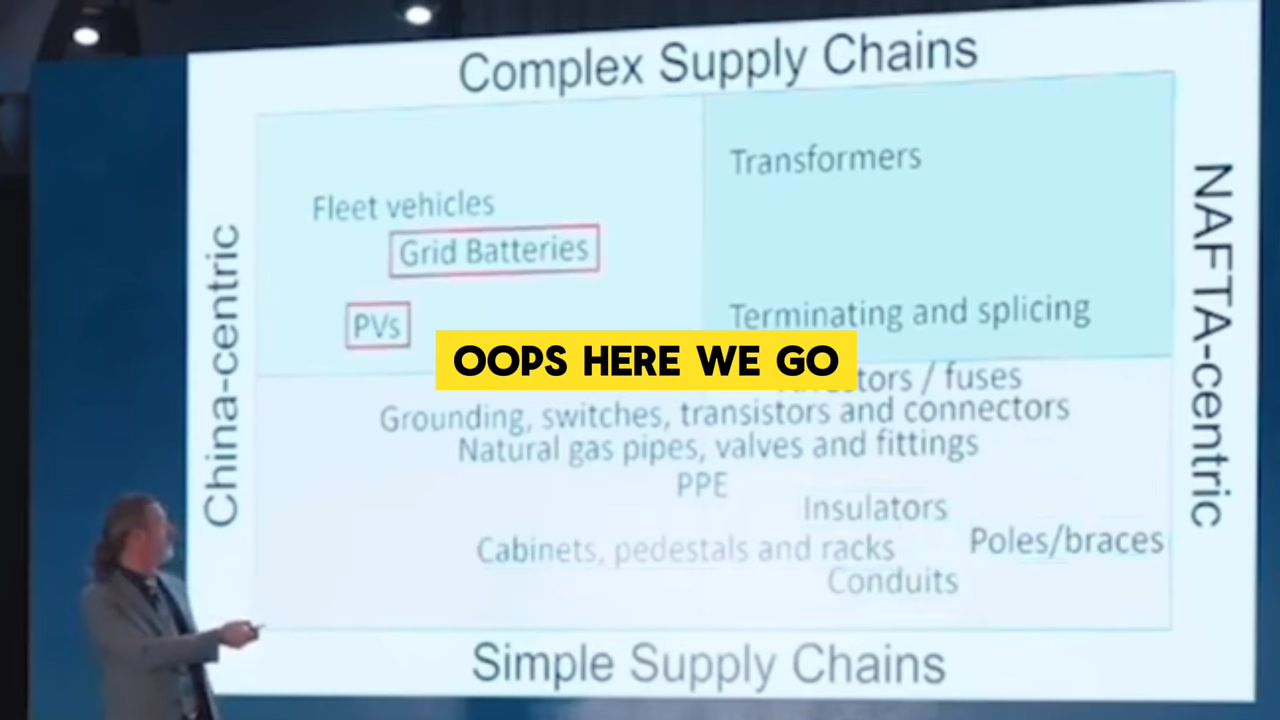 Complex Supply Chains
Transformers
Fleet vehicles
Grid Batteries
PVs
Terminating and splicing
China-centric
NAFTA-centric
OOPS HERE WE GO
/ fuses
Grounding, switches, transistors and connectors
Natural gas pipes, valves and fittings
PPE
Insulators
Cabinets, pedestals and racks
Poles/braces
Conduits
Simple Supply Chains